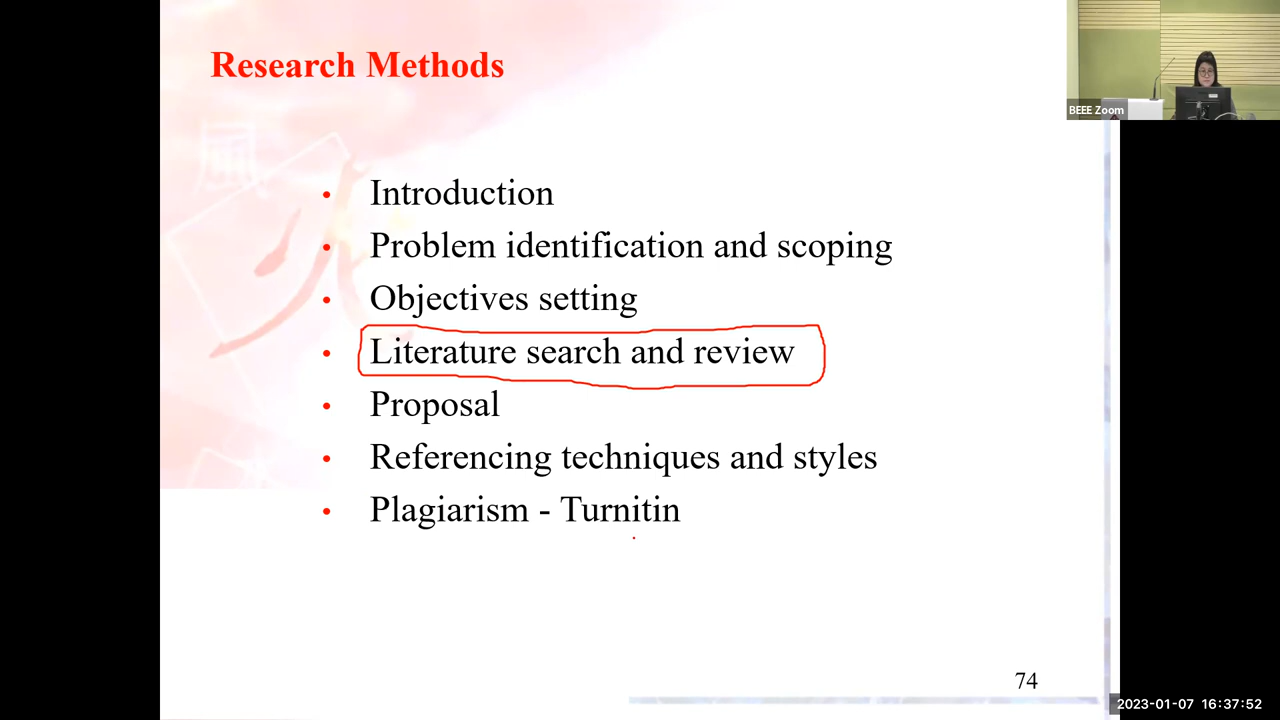 Research Methods
BEEE Zoom
• Introduction
• Problem identification and scoping
• Objectives setting
• Literature search and review
• Proposal
• Referencing techniques and styles
• Plagiarism - Turnitin
74
2023-01-07 16:37:52